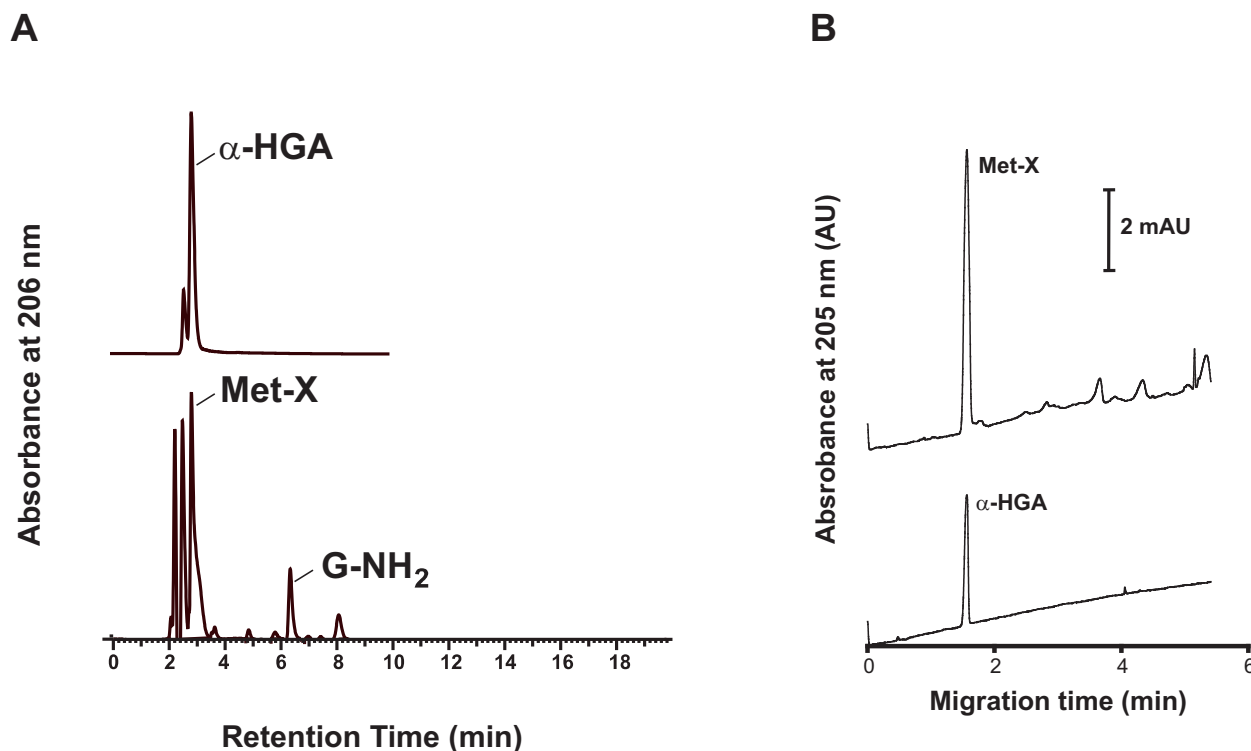 A
Absorbance at 206 nm
α-HGA
Met-X
G-NH₂
0 2 4 6 8 10 12 14 16 18
Retention Time (min)
B
Absrobance at 205 nm (AU)
Met-X
2 mAU
α-HGA
0 2 4 6
Migration time (min)